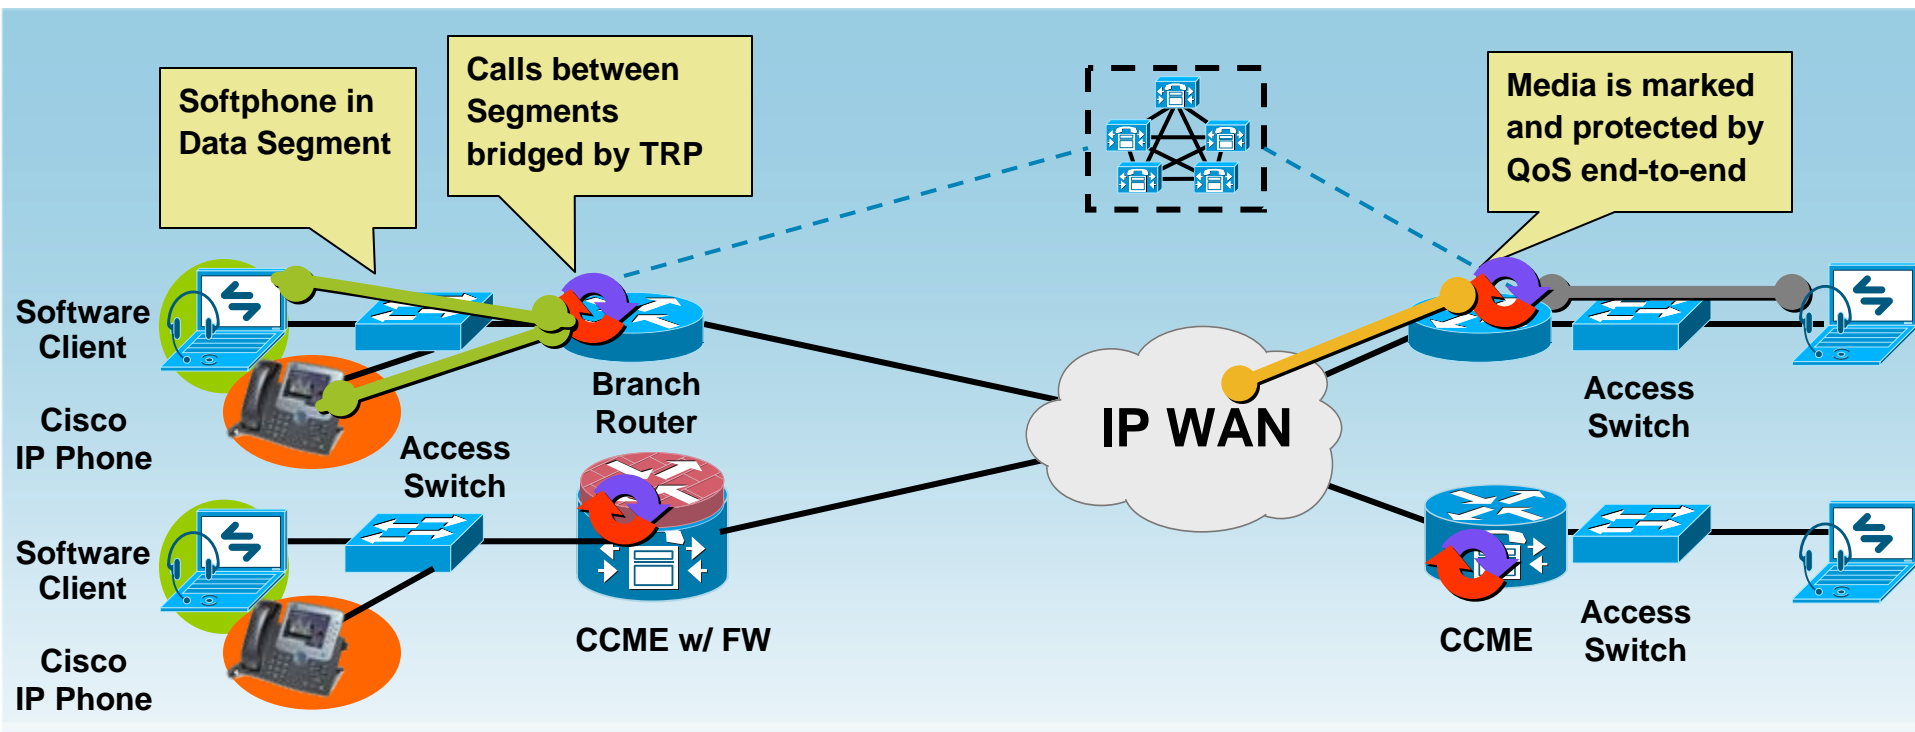 Softphone in
Data Segment
Calls between
Segments
bridged by TRP
Media is marked
and protected by
QoS end-to-end
Software
Client
Cisco
IP Phone
Branch
Router
Access
Switch
IP WAN
Access
Switch
Software
Client
Cisco
IP Phone
CCME w/ FW
CCME
Access
Switch